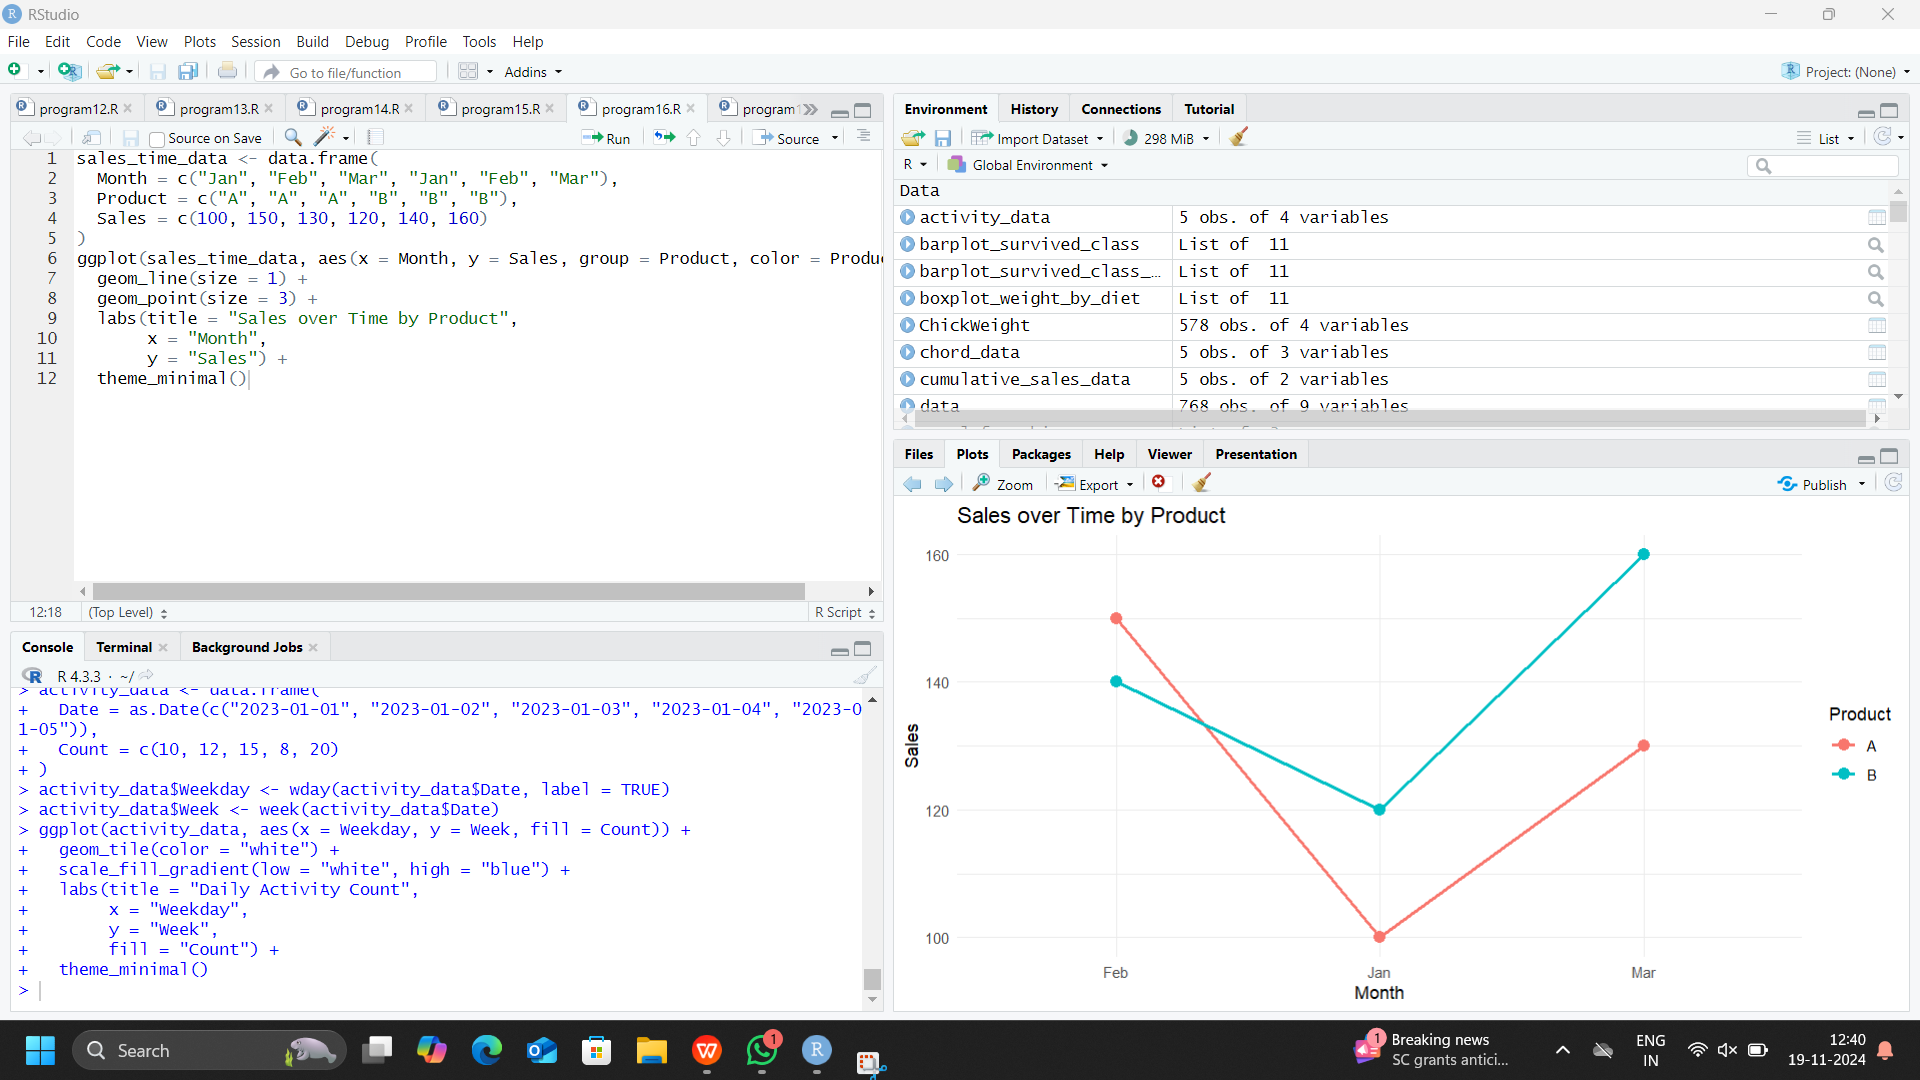 RStudio
File Edit Code View Plots Session Build Debug Profile Tools Help
Go to file/function Addins Project: (None)
program12.R program13.R program14.R program15.R program16.R program1
Source on Save Run Source
1 sales_time_data <- data.frame(
2 Month = c("Jan", "Feb", "Mar", "Jan", "Feb", "Mar"),
3 Product = c("A", "A", "A", "B", "B", "B"),
4 Sales = c(100, 150, 130, 120, 140, 160)
5 )
6 ggplot(sales_time_data, aes(x = Month, y = Sales, group = Product, color = Produ
7 geom_line(size = 1) +
8 geom_point(size = 3) +
9 labs(title = "Sales over Time by Product",
10 x = "Month",
11 y = "Sales") +
12 theme_minimal()
12:18 (Top Level) R Script
Console Terminal Background Jobs
R 4.3.3 · ~/
> activity_data <- data.frame(
+ Date = as.Date(c("2023-01-01", "2023-01-02", "2023-01-03", "2023-01-04", "2023-0
1-05")),
+ Count = c(10, 12, 15, 8, 20)
+ )
> activity_data$Weekday <- wday(activity_data$Date, label = TRUE)
> activity_data$Week <- week(activity_data$Date)
> ggplot(activity_data, aes(x = Weekday, y = Week, fill = Count)) +
+ geom_tile(color = "white") +
+ scale_fill_gradient(low = "white", high = "blue") +
+ labs(title = "Daily Activity Count",
+ x = "Weekday",
+ y = "Week",
+ fill = "Count") +
+ theme_minimal()
>
Environment History Connections Tutorial
Import Dataset 298 MiB List
R Global Environment
Data
activity_data 5 obs. of 4 variables
barplot_survived_class List of 11
barplot_survived_class_… List of 11
boxplot_weight_by_diet List of 11
ChickWeight 578 obs. of 4 variables
chord_data 5 obs. of 3 variables
cumulative_sales_data 5 obs. of 2 variables
data 768 obs. of 9 variables
Files Plots Packages Help Viewer Presentation
Zoom Export Publish
Sales over Time by Product
160
140
120
100
Sales
Feb Jan Mar
Month
Product
A
B
Search
1
1 Breaking news
SC grants antici...
ENG
IN
12:40
19-11-2024